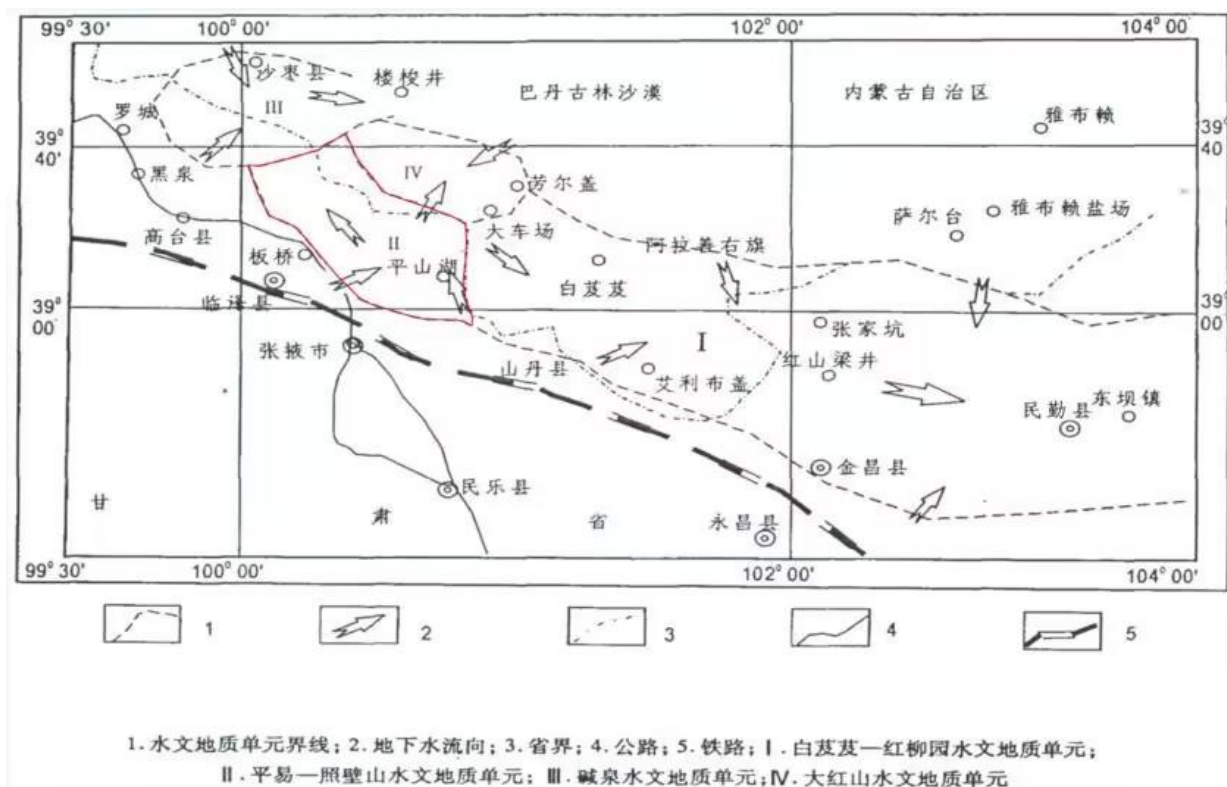 99° 30′ 100° 00′ 102° 00′ 104° 00′
沙枣县
楼梭井
巴丹吉林沙漠
内蒙古自治区
雅布赖
罗城
III
39° 40′
39° 40′
黑泉
IV
芳尔盖
萨尔台
雅布赖盐场
高台县
大车场
阿拉善右旗
板桥
II
平山湖
白芨芨
临泽县
39° 00′
39° 00′
张掖市
山丹县
I
张家坑
艾利布盖
红山梁井
民勤县
东坝镇
金昌县
民乐县
甘
肃
省
永昌县
99° 30′ 100° 00′ 102° 00′ 104° 00′
1 2 3 4 5
1.水文地质单元界线; 2.地下水流向; 3.省界; 4.公路; 5.铁路; Ⅰ.白芨芨—红柳园水文地质单元;
Ⅱ.平易—照壁山水文地质单元; Ⅲ.碱泉水文地质单元;Ⅳ.大红山水文地质单元